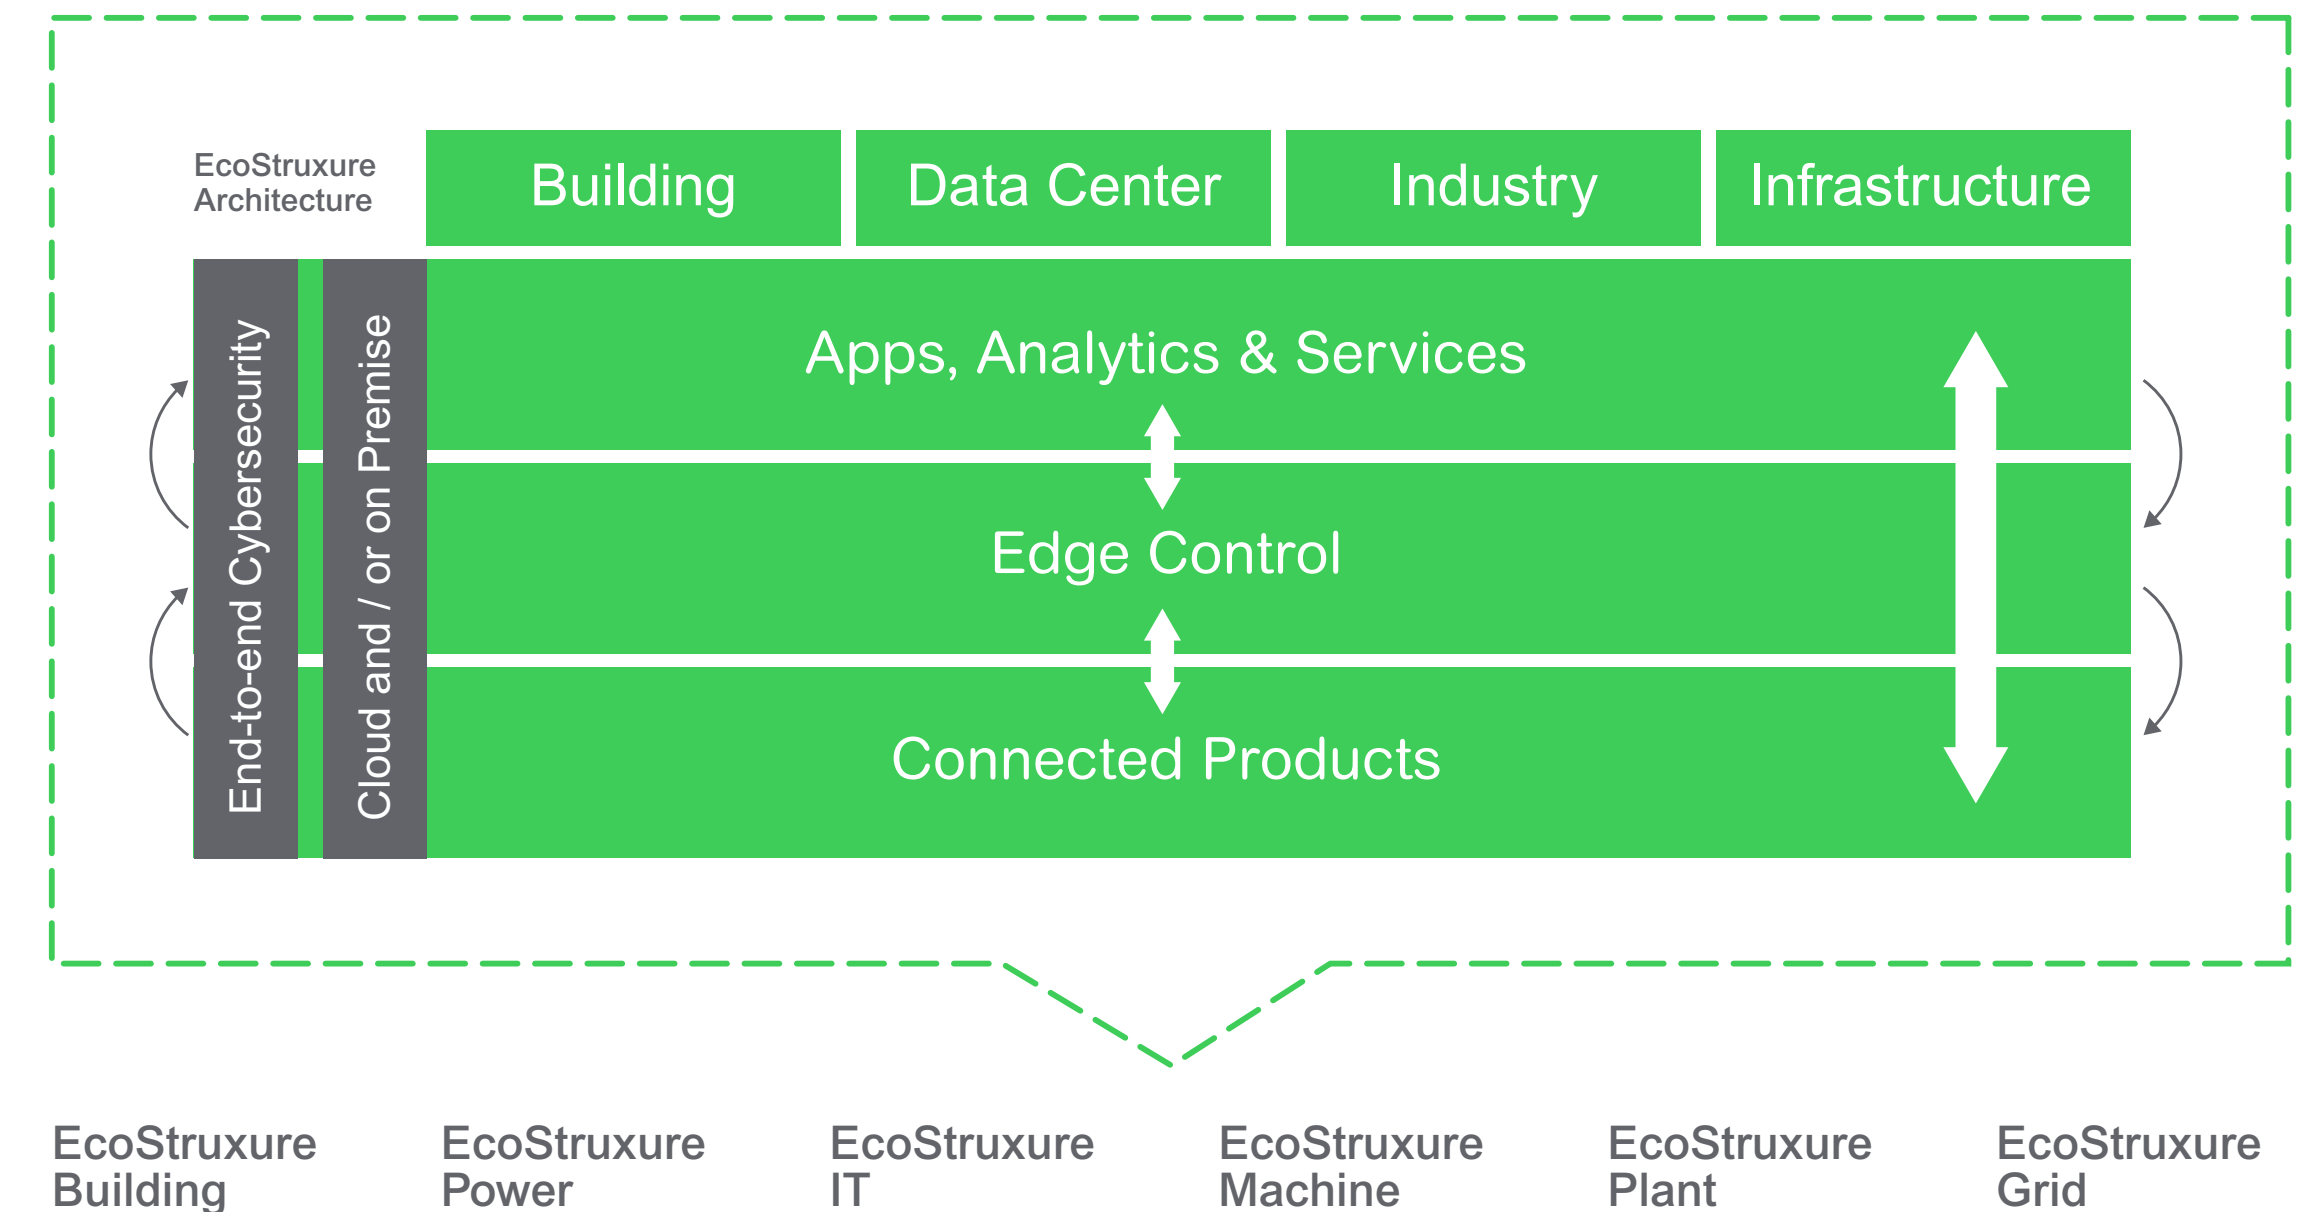 EcoStruxure
Architecture
Building
Data Center
Industry
Infrastructure
End-to-end Cybersecurity
Cloud and / or on Premise
Apps, Analytics & Services
Edge Control
Connected Products
EcoStruxure
Building
EcoStruxure
Power
EcoStruxure
IT
EcoStruxure
Machine
EcoStruxure
Plant
EcoStruxure
Grid